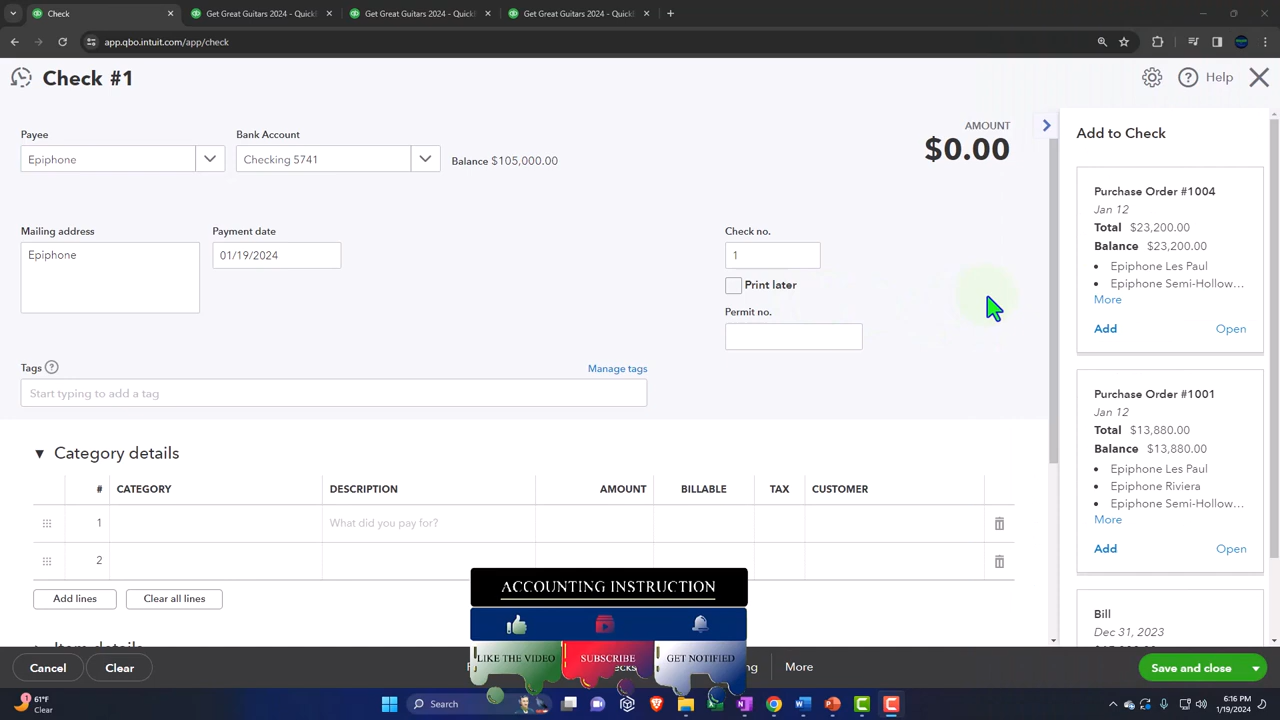 Check
Get Great Guitars 2024 - QuickB
Get Great Guitars 2024 - QuickB
Get Great Guitars 2024 - QuickB
app.qbo.intuit.com/app/check
Check #1
Help
Payee
Bank Account
Epiphone
Checking 5741
Balance $105,000.00
AMOUNT
$0.00
Mailing address
Payment date
Check no.
Epiphone
01/19/2024
1
Print later
Permit no.
Tags ?
Manage tags
Start typing to add a tag
Category details
# CATEGORY DESCRIPTION AMOUNT BILLABLE TAX CUSTOMER
1 What did you pay for?
2
Add lines
Clear all lines
Add to Check
Purchase Order #1004
Jan 12
Total $23,200.00
Balance $23,200.00
• Epiphone Les Paul
• Epiphone Semi-Hollow...
More
Add Open
Purchase Order #1001
Jan 12
Total $13,880.00
Balance $13,880.00
• Epiphone Les Paul
• Epiphone Riviera
• Epiphone Semi-Hollow...
More
Add Open
Bill
Dec 31, 2023
ACCOUNTING INSTRUCTION
LIKE THE VIDEO
SUBSCRIBE
GET NOTIFIED
Cancel
Clear
More
Save and close
61°F
Clear
Search
6:16 PM
1/19/2024